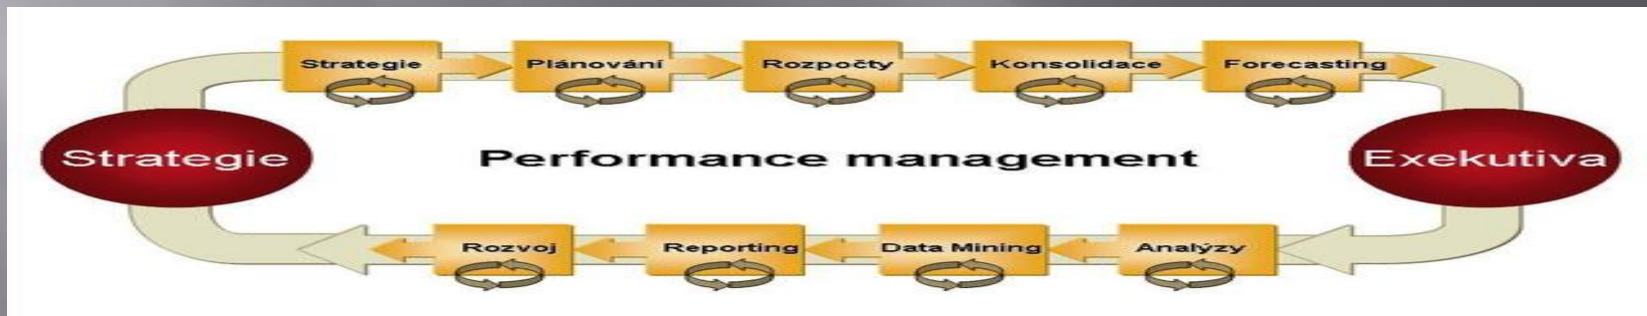 Strategie
Plánování
Rozpočty
Konsolidace
Forecasting
Strategie
Performance management
Exekutiva
Rozvoj
Reporting
Data Mining
Analýzy